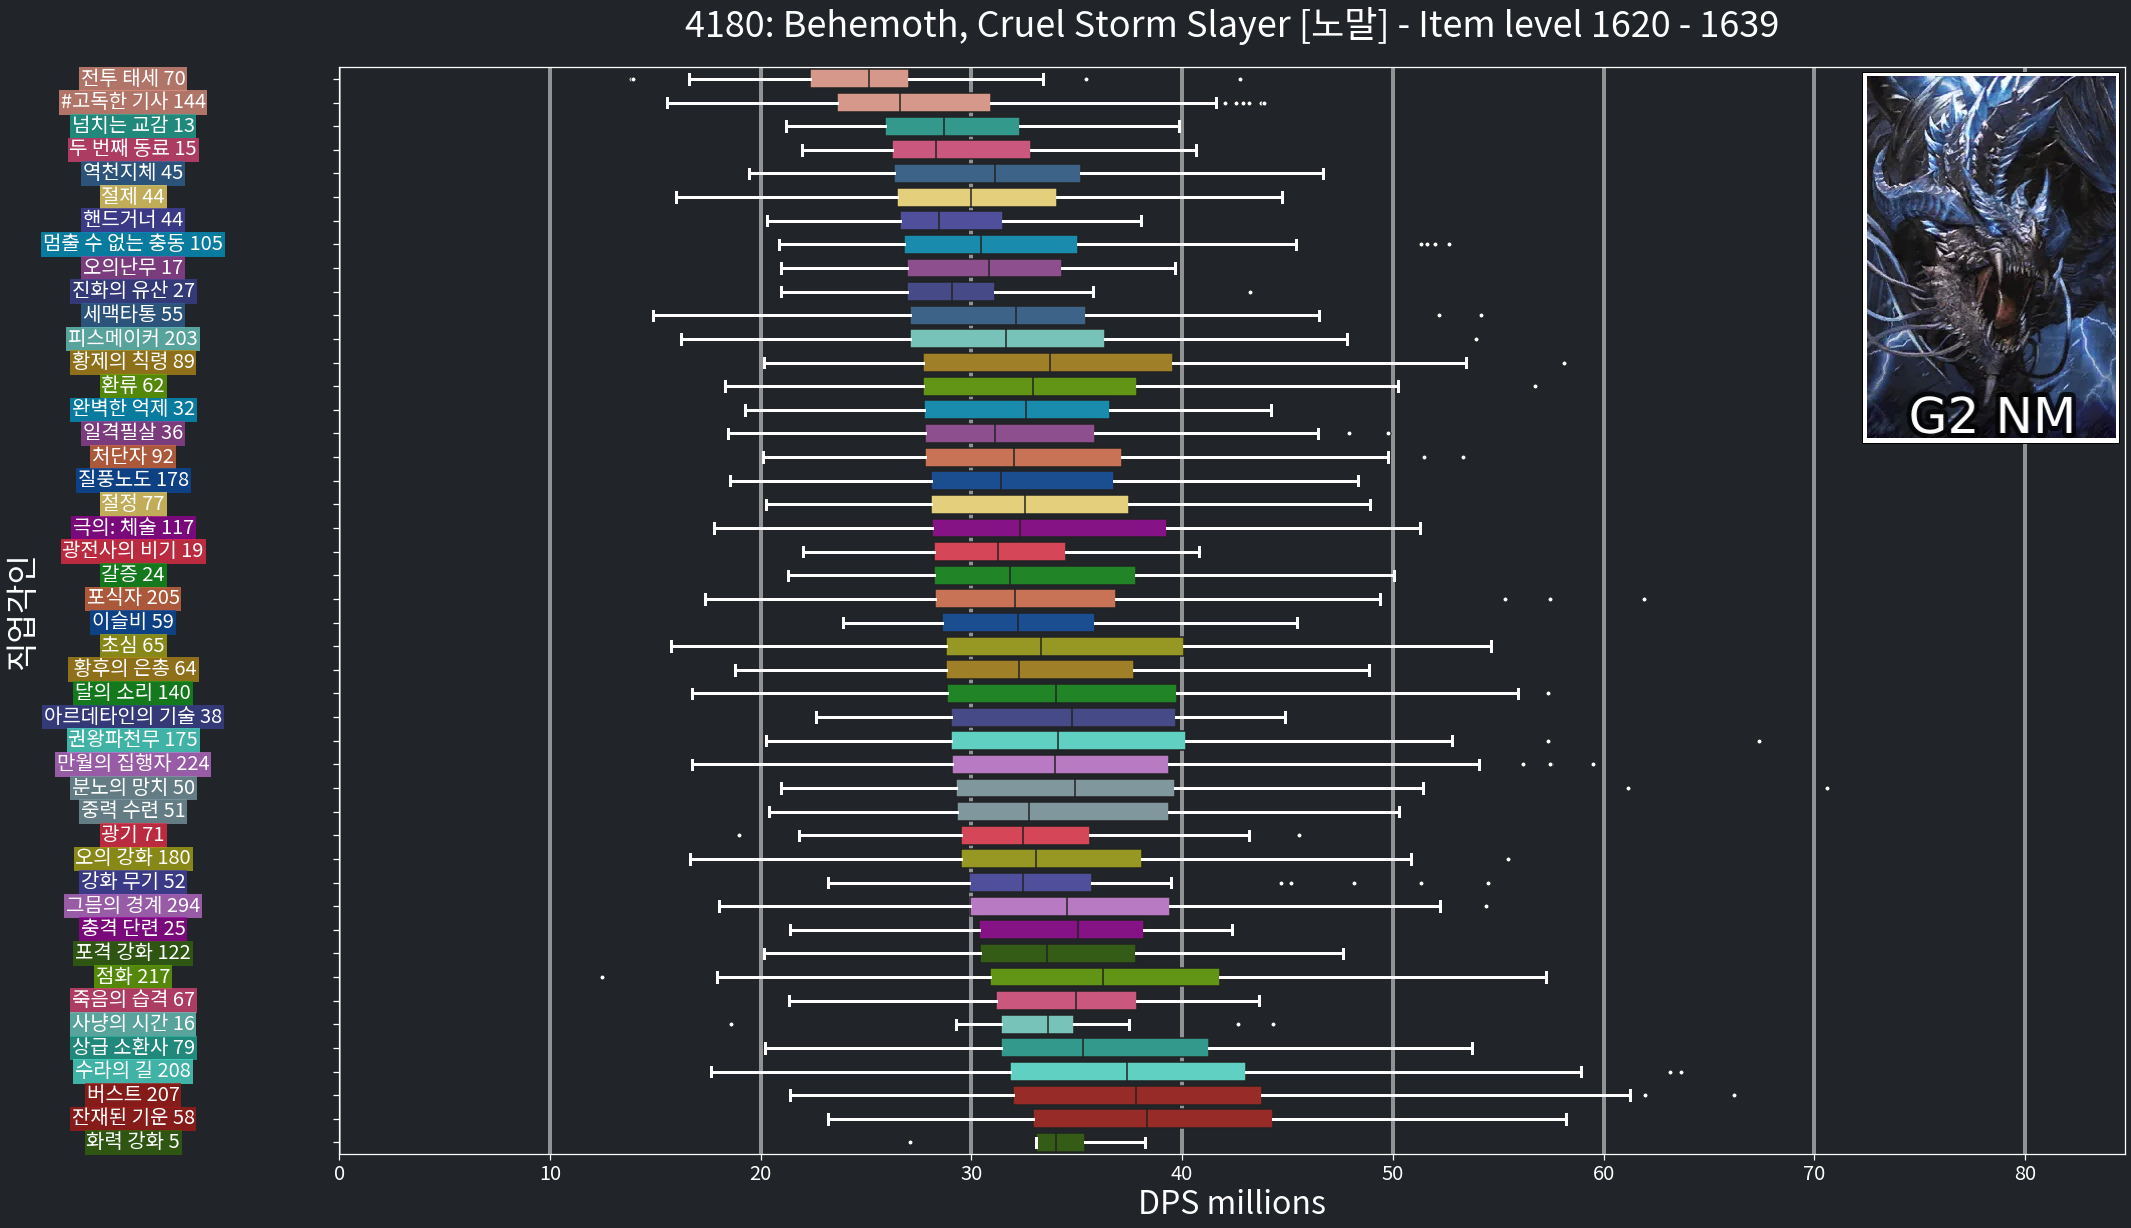 4180: Behemoth, Cruel Storm Slayer [노말] - Item level 1620 - 1639
전투 태세 70
#고독한 기사 144
넘치는 교감 13
두 번째 동료 15
역천지체 45
절제 44
핸드거너 44
멈출 수 없는 충동 105
오의난무 17
진화의 유산 27
세맥타통 55
피스메이커 203
황제의 칙령 89
환류 62
완벽한 억제 32
일격필살 36
처단자 92
질풍노도 178
절정 77
극의: 체술 117
광전사의 비기 19
갈증 24
포식자 205
이슬비 59
초심 65
황후의 은총 64
달의 소리 140
아르데타인의 기술 38
권왕파천무 175
만월의 집행자 224
분노의 망치 50
중력 수련 51
광기 71
오의 강화 180
강화 무기 52
그믐의 경계 294
충격 단련 25
포격 강화 122
점화 217
죽음의 습격 67
사냥의 시간 16
상급 소환사 79
수라의 길 208
버스트 207
잔재된 기운 58
화력 강화 5
직업각인
G2 NM
0 10 20 30 40 50 60 70 80
DPS millions